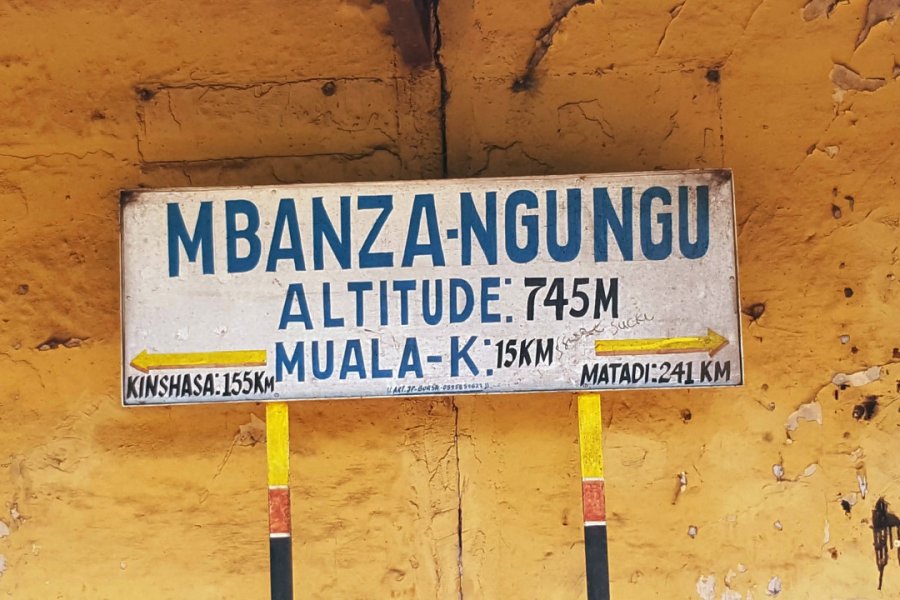 MBANZA-NGUNGU
ALTITUDE: 745M
MUALA-K: 15KM
KINSHASA: 155KM
MATADI: 241 KM